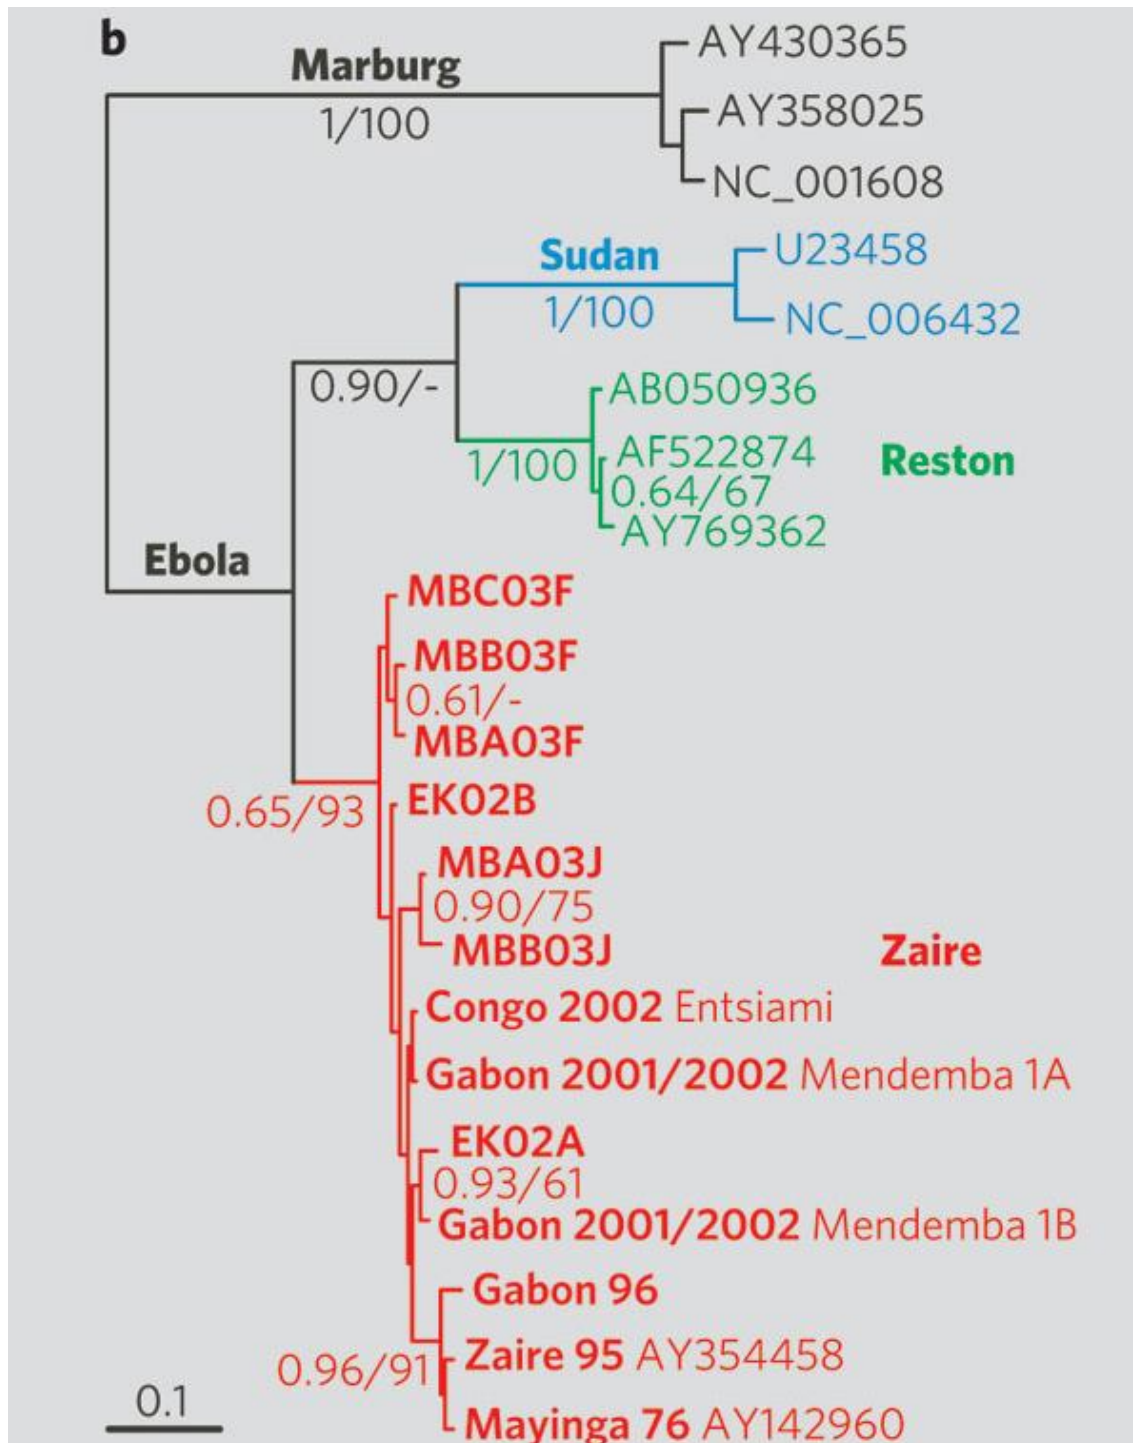 b
Marburg
1/100
AY430365
AY358025
NC_001608
Sudan
1/100
U23458
NC_006432
0.90/-
AB050936
1/100
AF522874
0.64/67
AY769362
Reston
Ebola
MBC03F
MBB03F
0.61/-
MBA03F
0.65/93
EK02B
MBA03J
0.90/75
MBB03J
Zaire
Congo 2002 Entsiami
Gabon 2001/2002 Mendemba 1A
EK02A
0.93/61
Gabon 2001/2002 Mendemba 1B
Gabon 96
0.96/91
Zaire 95 AY354458
Mayinga 76 AY142960
0.1